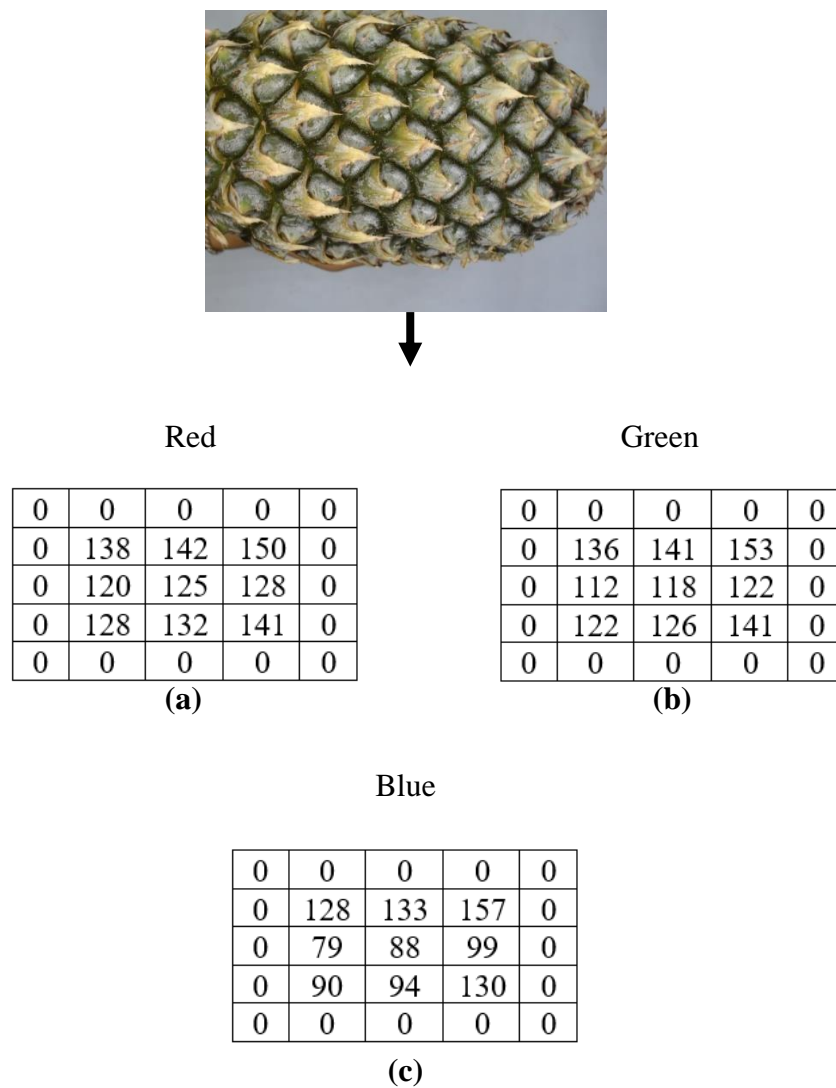 Red
0 0 0 0 0
0 138 142 150 0
0 120 125 128 0
0 128 132 141 0
0 0 0 0 0
(a)
Green
0 0 0 0 0
0 136 141 153 0
0 112 118 122 0
0 122 126 141 0
0 0 0 0 0
(b)
Blue
0 0 0 0 0
0 128 133 157 0
0 79 88 99 0
0 90 94 130 0
0 0 0 0 0
(c)